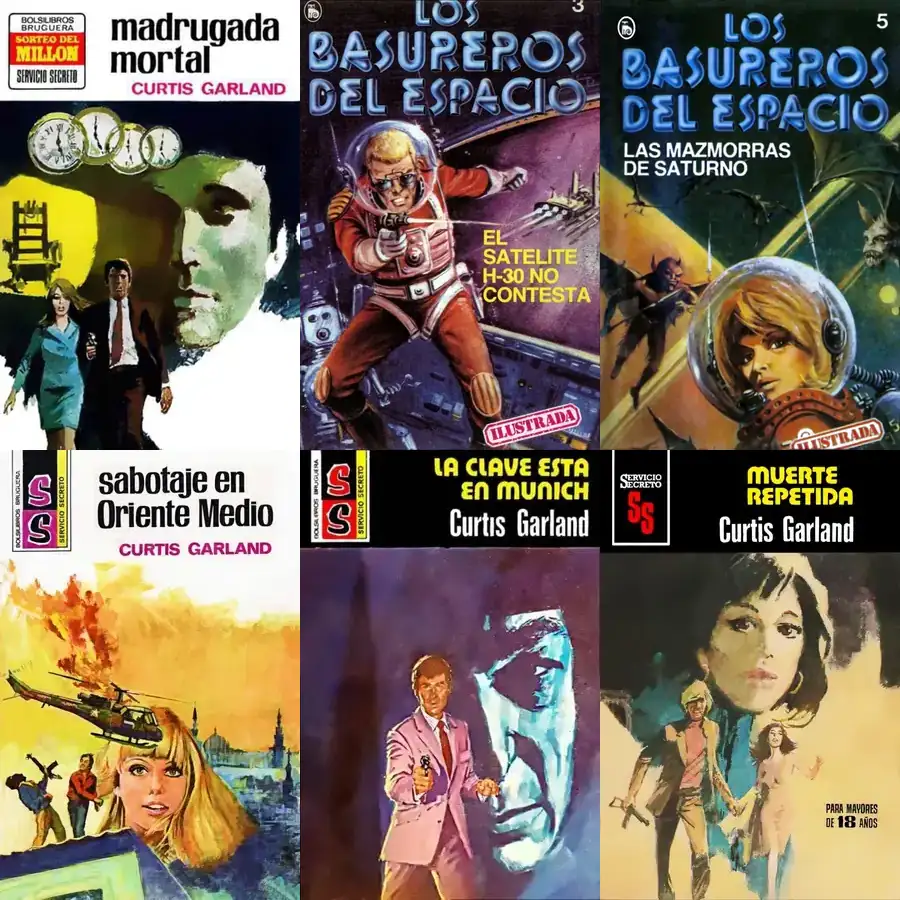 BOLSILIBROS
BRUGUERA
SORTEO DEL
MILLON
SERVICIO SECRETO
madrugada
mortal
CURTIS GARLAND
3
LOS
BASUREROS
DEL ESPACIO
EL
SATELITE
H-30 NO
CONTESTA
ILUSTRADA
5
LOS
BASUREROS
DEL ESPACIO
LAS MAZMORRAS
DE SATURNO
ILUSTRADA
BOLSILIBROS BRUGUERA
SS
SERVICIO SECRETO
sabotaje en
Oriente Medio
CURTIS GARLAND
BOLSILIBROS BRUGUERA
SS
SERVICIO SECRETO
LA CLAVE ESTA
EN MUNICH
Curtis Garland
SERVICIO
SECRETO
SS
MUERTE
REPETIDA
Curtis Garland
PARA MAYORES
DE 18 AÑOS